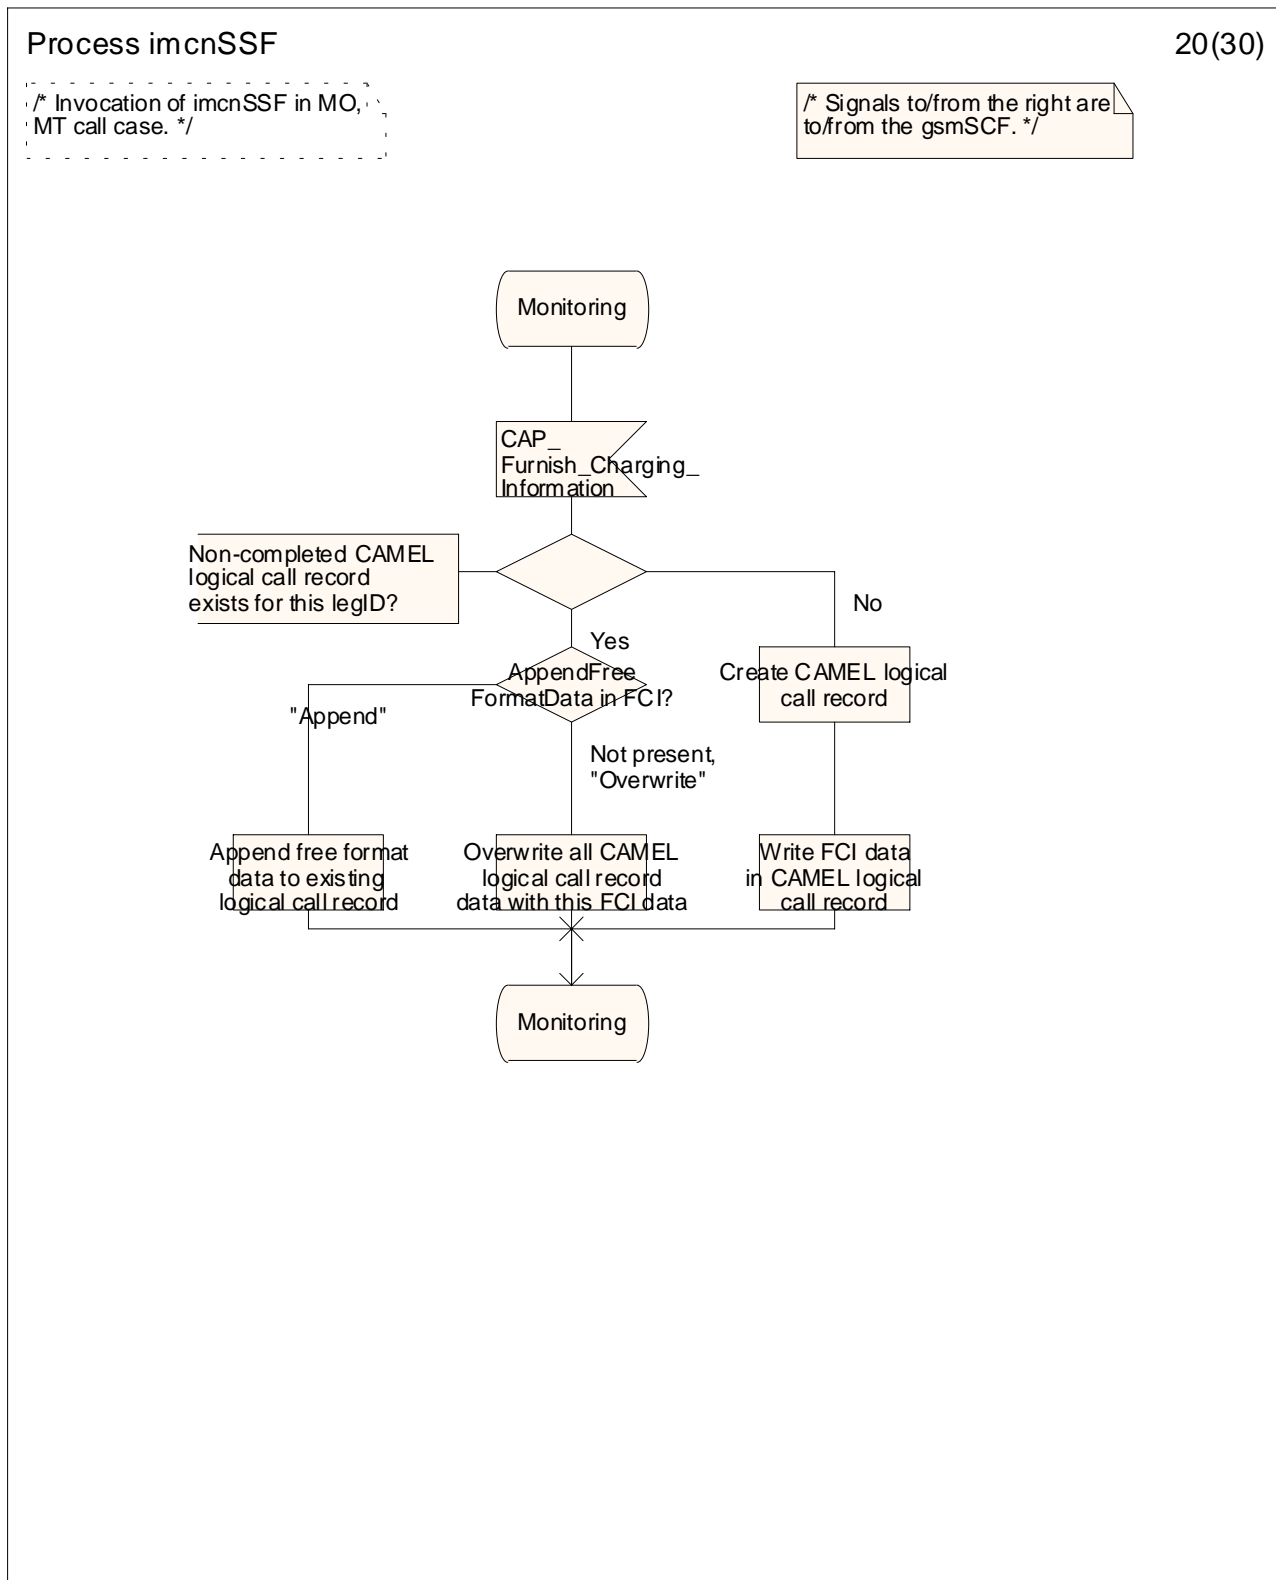 Process imcnSSF
20(30)
/* Invocation of imcnSSF in MO,
MT call case. */
/* Signals to/from the right are
to/from the gsmSCF. */
Monitoring
CAP_
Furnish_Charging_
Information
Non-completed CAMEL
logical call record
exists for this legID?
No
Yes
AppendFree
FormatData in FCI?
Create CAMEL logical
call record
"Append"
Not present,
"Overwrite"
Append free format
data to existing
logical call record
Overwrite all CAMEL
logical call record
data with this FCI data
Write FCI data
in CAMEL logical
call record
Monitoring